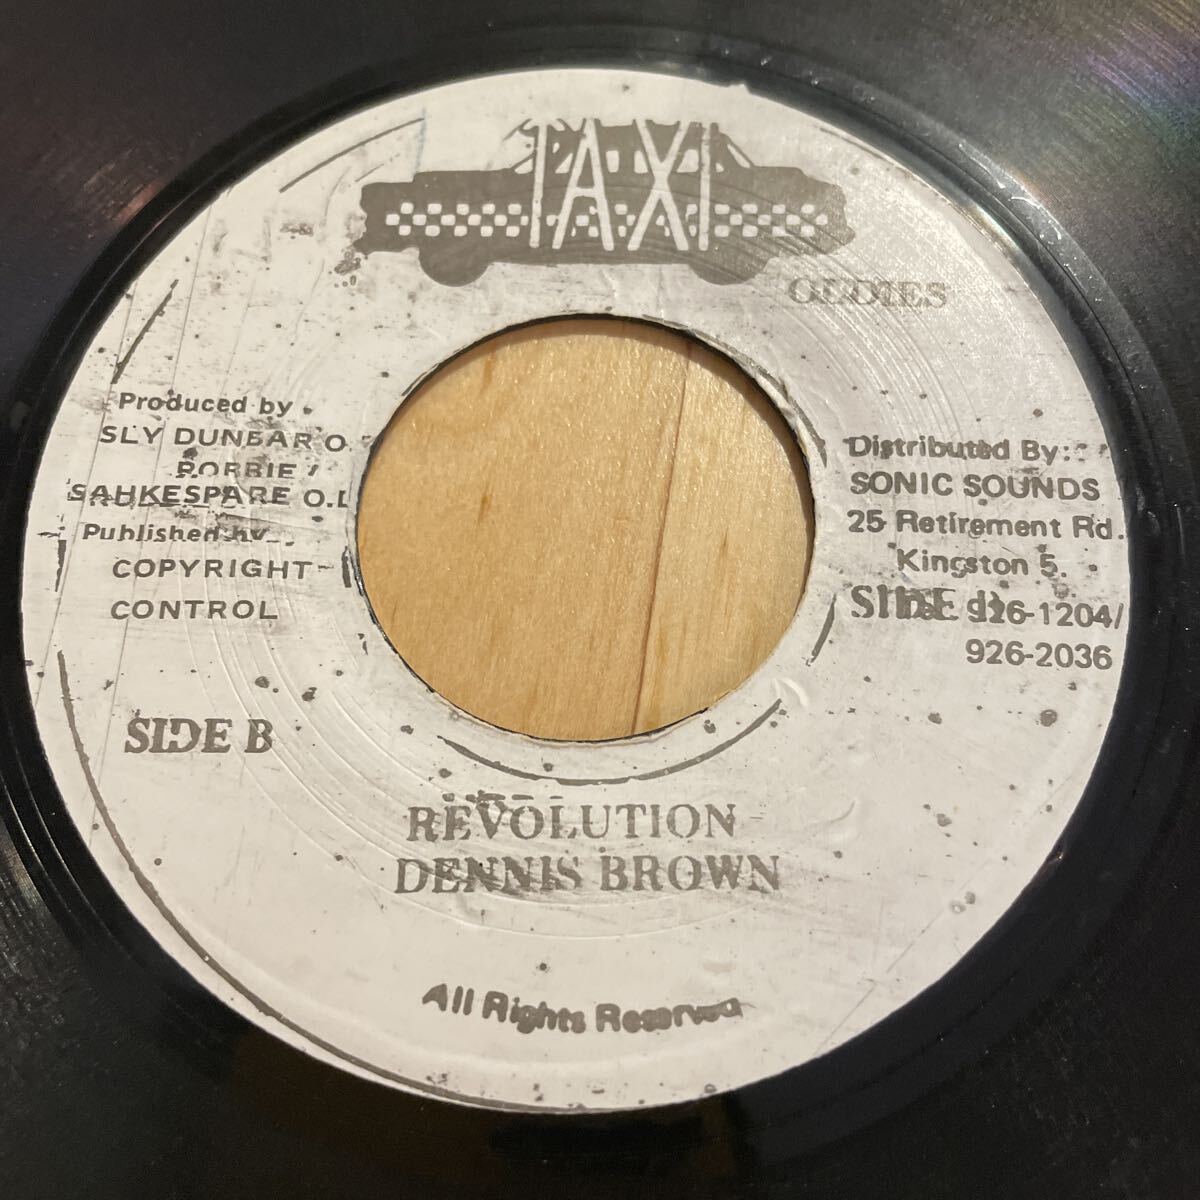 TAXI
OLDIES
Produced by
SLY DUNBAR O
ROBBIE
SAHKESPARE O.D
Published by
COPYRIGHT
CONTROL
Distributed By:
SONIC SOUNDS
25 Retirement Rd.
Kingston 5.
SIDE
926-1204/
926-2036
SIDE B
REVOLUTION
DENNIS BROWN
All Rights Reserved